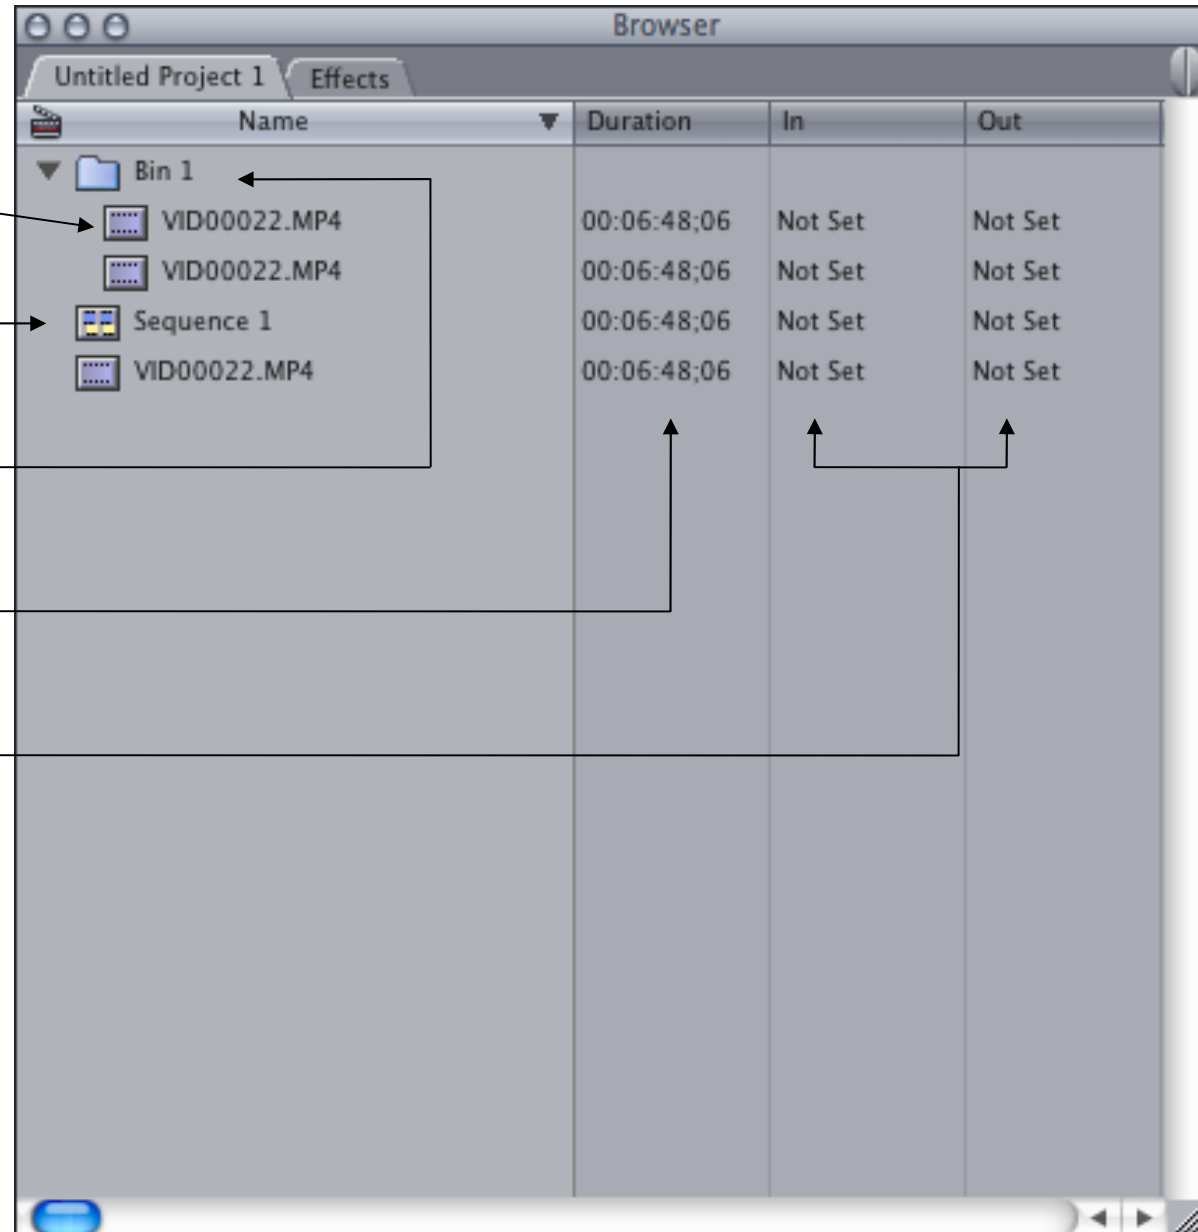 Browser
Untitled Project 1 Effects
Name Duration In Out
Bin 1
VID00022.MP4 00:06:48;06 Not Set Not Set
VID00022.MP4 00:06:48;06 Not Set Not Set
Sequence 1 00:06:48;06 Not Set Not Set
VID00022.MP4 00:06:48;06 Not Set Not Set